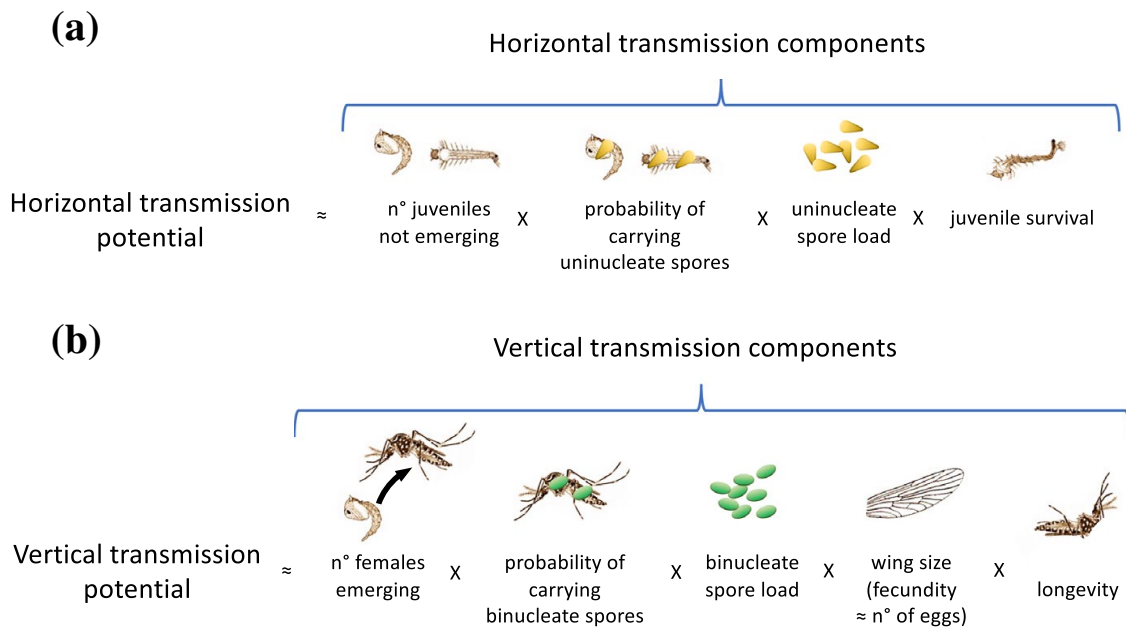 (a)
Horizontal transmission components
Horizontal transmission
potential
≈
n° juveniles
not emerging
X
probability of
carrying
uninucleate spores
X
uninucleate
spore load
X
juvenile survival
(b)
Vertical transmission components
Vertical transmission
potential
≈
n° females
emerging
X
probability of
carrying
binucleate spores
X
binucleate
spore load
X
wing size
(fecundity
≈ n° of eggs)
X
longevity